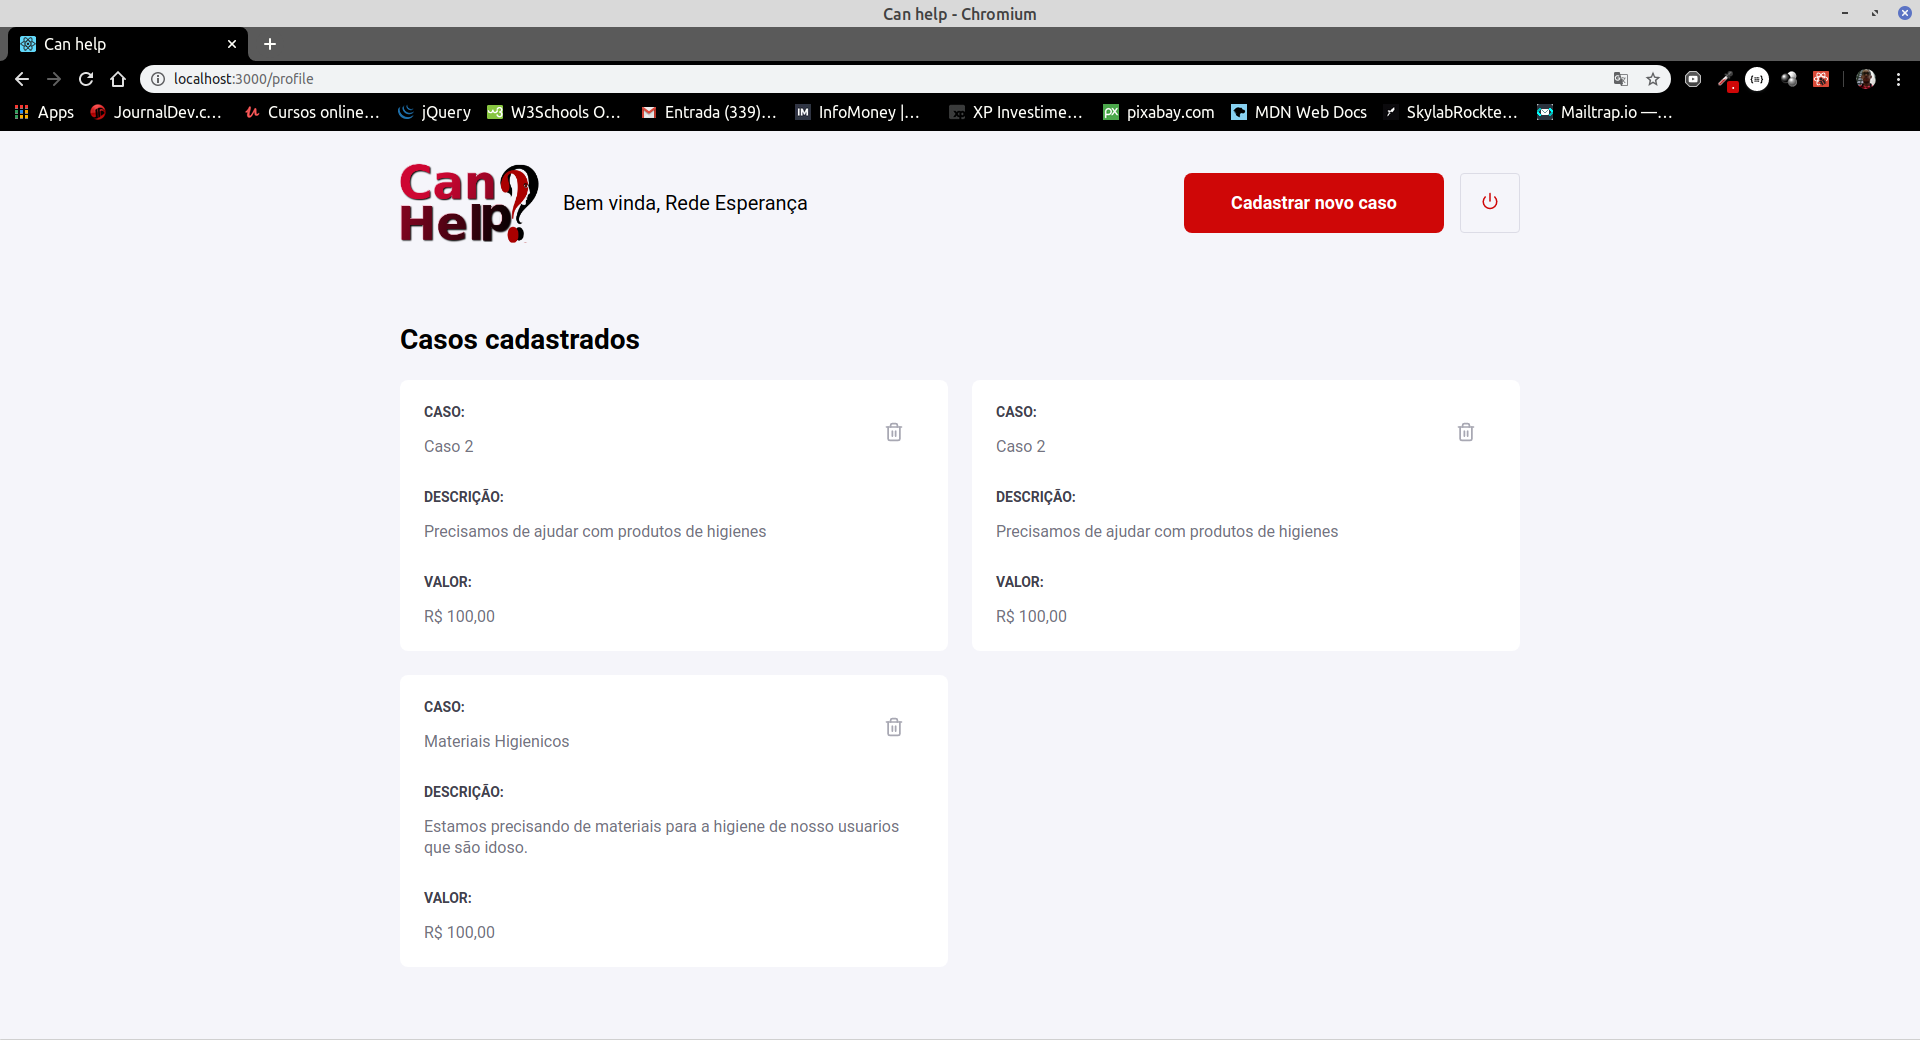 Can help - Chromium
Can help
localhost:3000/profile
Apps JournalDev.c... Cursos online... jQuery W3Schools O... Entrada (339)... InfoMoney |... XP Investime... pixabay.com MDN Web Docs SkylabRockte... Mailtrap.io —...
Can
Help?
Bem vinda, Rede Esperança
Cadastrar novo caso
Casos cadastrados
CASO:
Caso 2
DESCRIÇÃO:
Precisamos de ajudar com produtos de higienes
VALOR:
R$ 100,00
CASO:
Caso 2
DESCRIÇÃO:
Precisamos de ajudar com produtos de higienes
VALOR:
R$ 100,00
CASO:
Materiais Higienicos
DESCRIÇÃO:
Estamos precisando de materiais para a higiene de nosso usuarios
que são idoso.
VALOR:
R$ 100,00